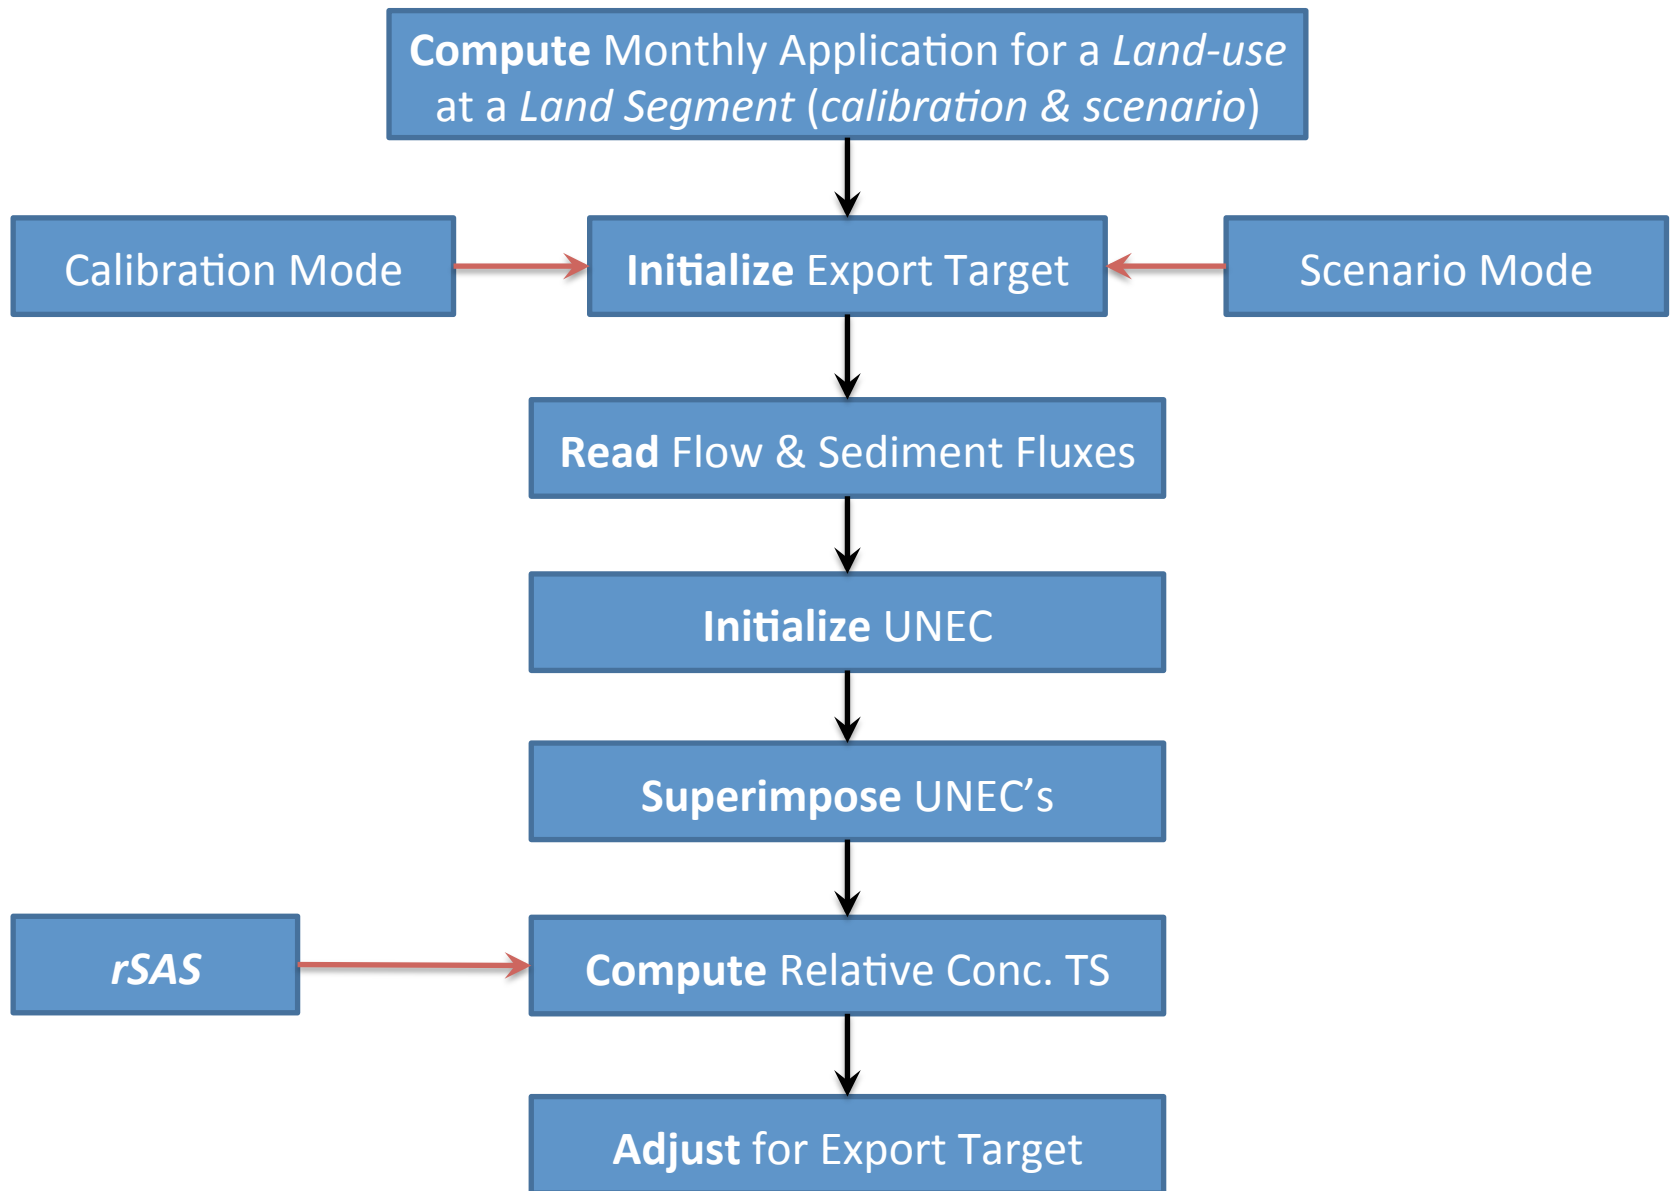 Compute Monthly Application for a Land-use
at a Land Segment (calibration & scenario)
Calibration Mode
Initialize Export Target
Scenario Mode
Read Flow & Sediment Fluxes
Initialize UNEC
Superimpose UNEC’s
rSAS
Compute Relative Conc. TS
Adjust for Export Target